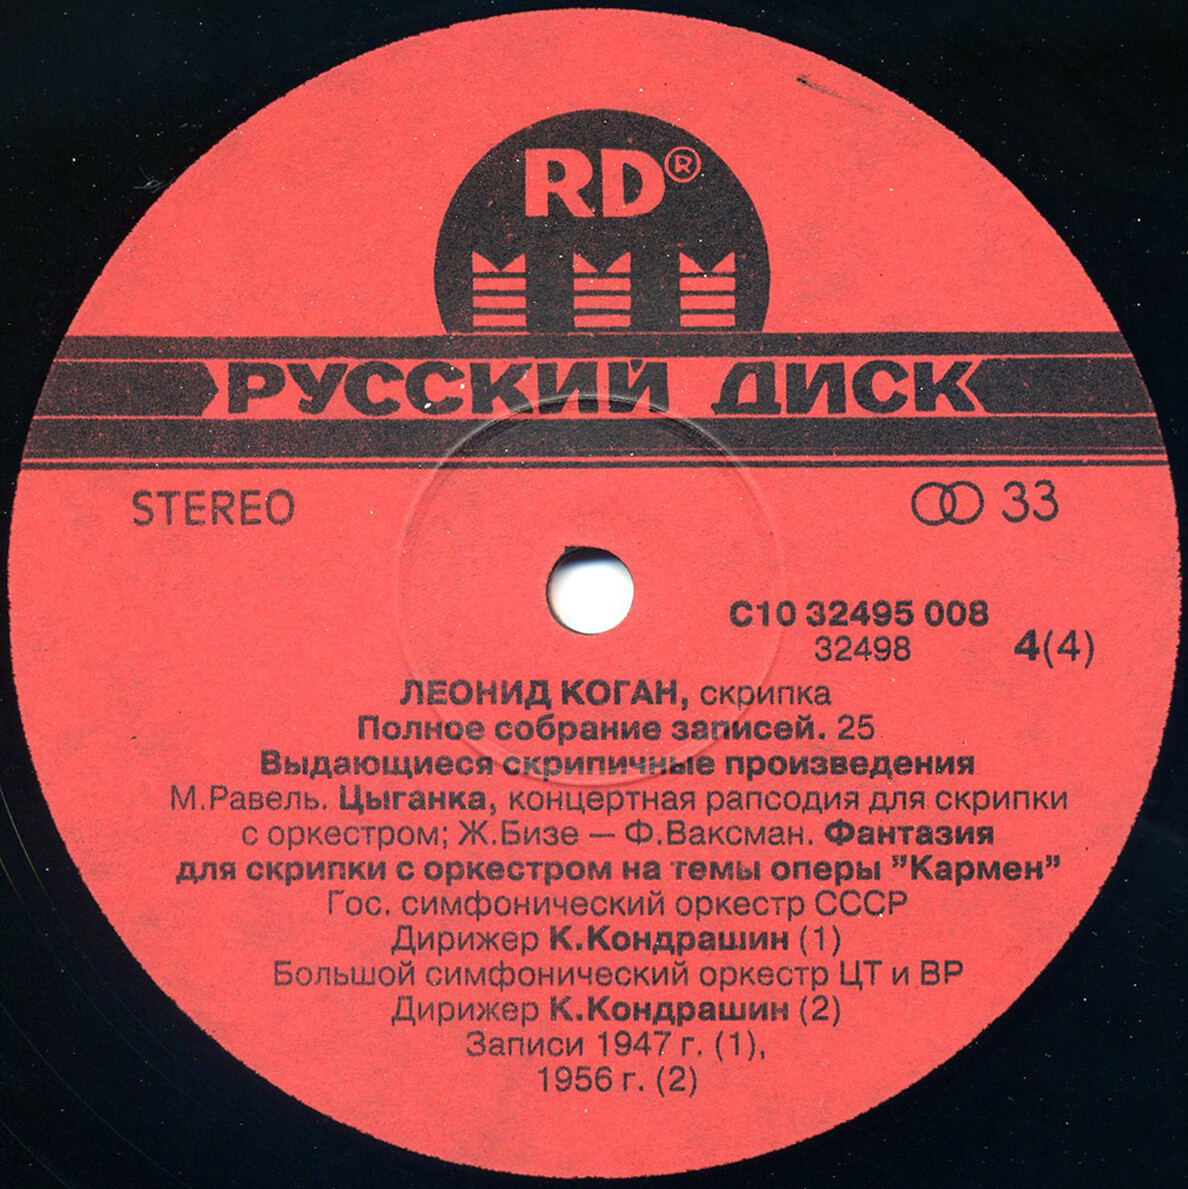 RD®
РУССКИЙ ДИСК
STEREO 33
С10 32495 008
32498 4(4)
ЛЕОНИД КОГАН, скрипка
Полное собрание записей. 25
Выдающиеся скрипичные произведения
М.Равель. Цыганка, концертная рапсодия для скрипки
с оркестром; Ж.Бизе — Ф.Ваксман. Фантазия
для скрипки с оркестром на темы оперы ”Кармен”
Гос. симфонический оркестр СССР
Дирижер К.Кондрашин (1)
Большой симфонический оркестр ЦТ и ВР
Дирижер К.Кондрашин (2)
Записи 1947 г. (1),
1956 г. (2)